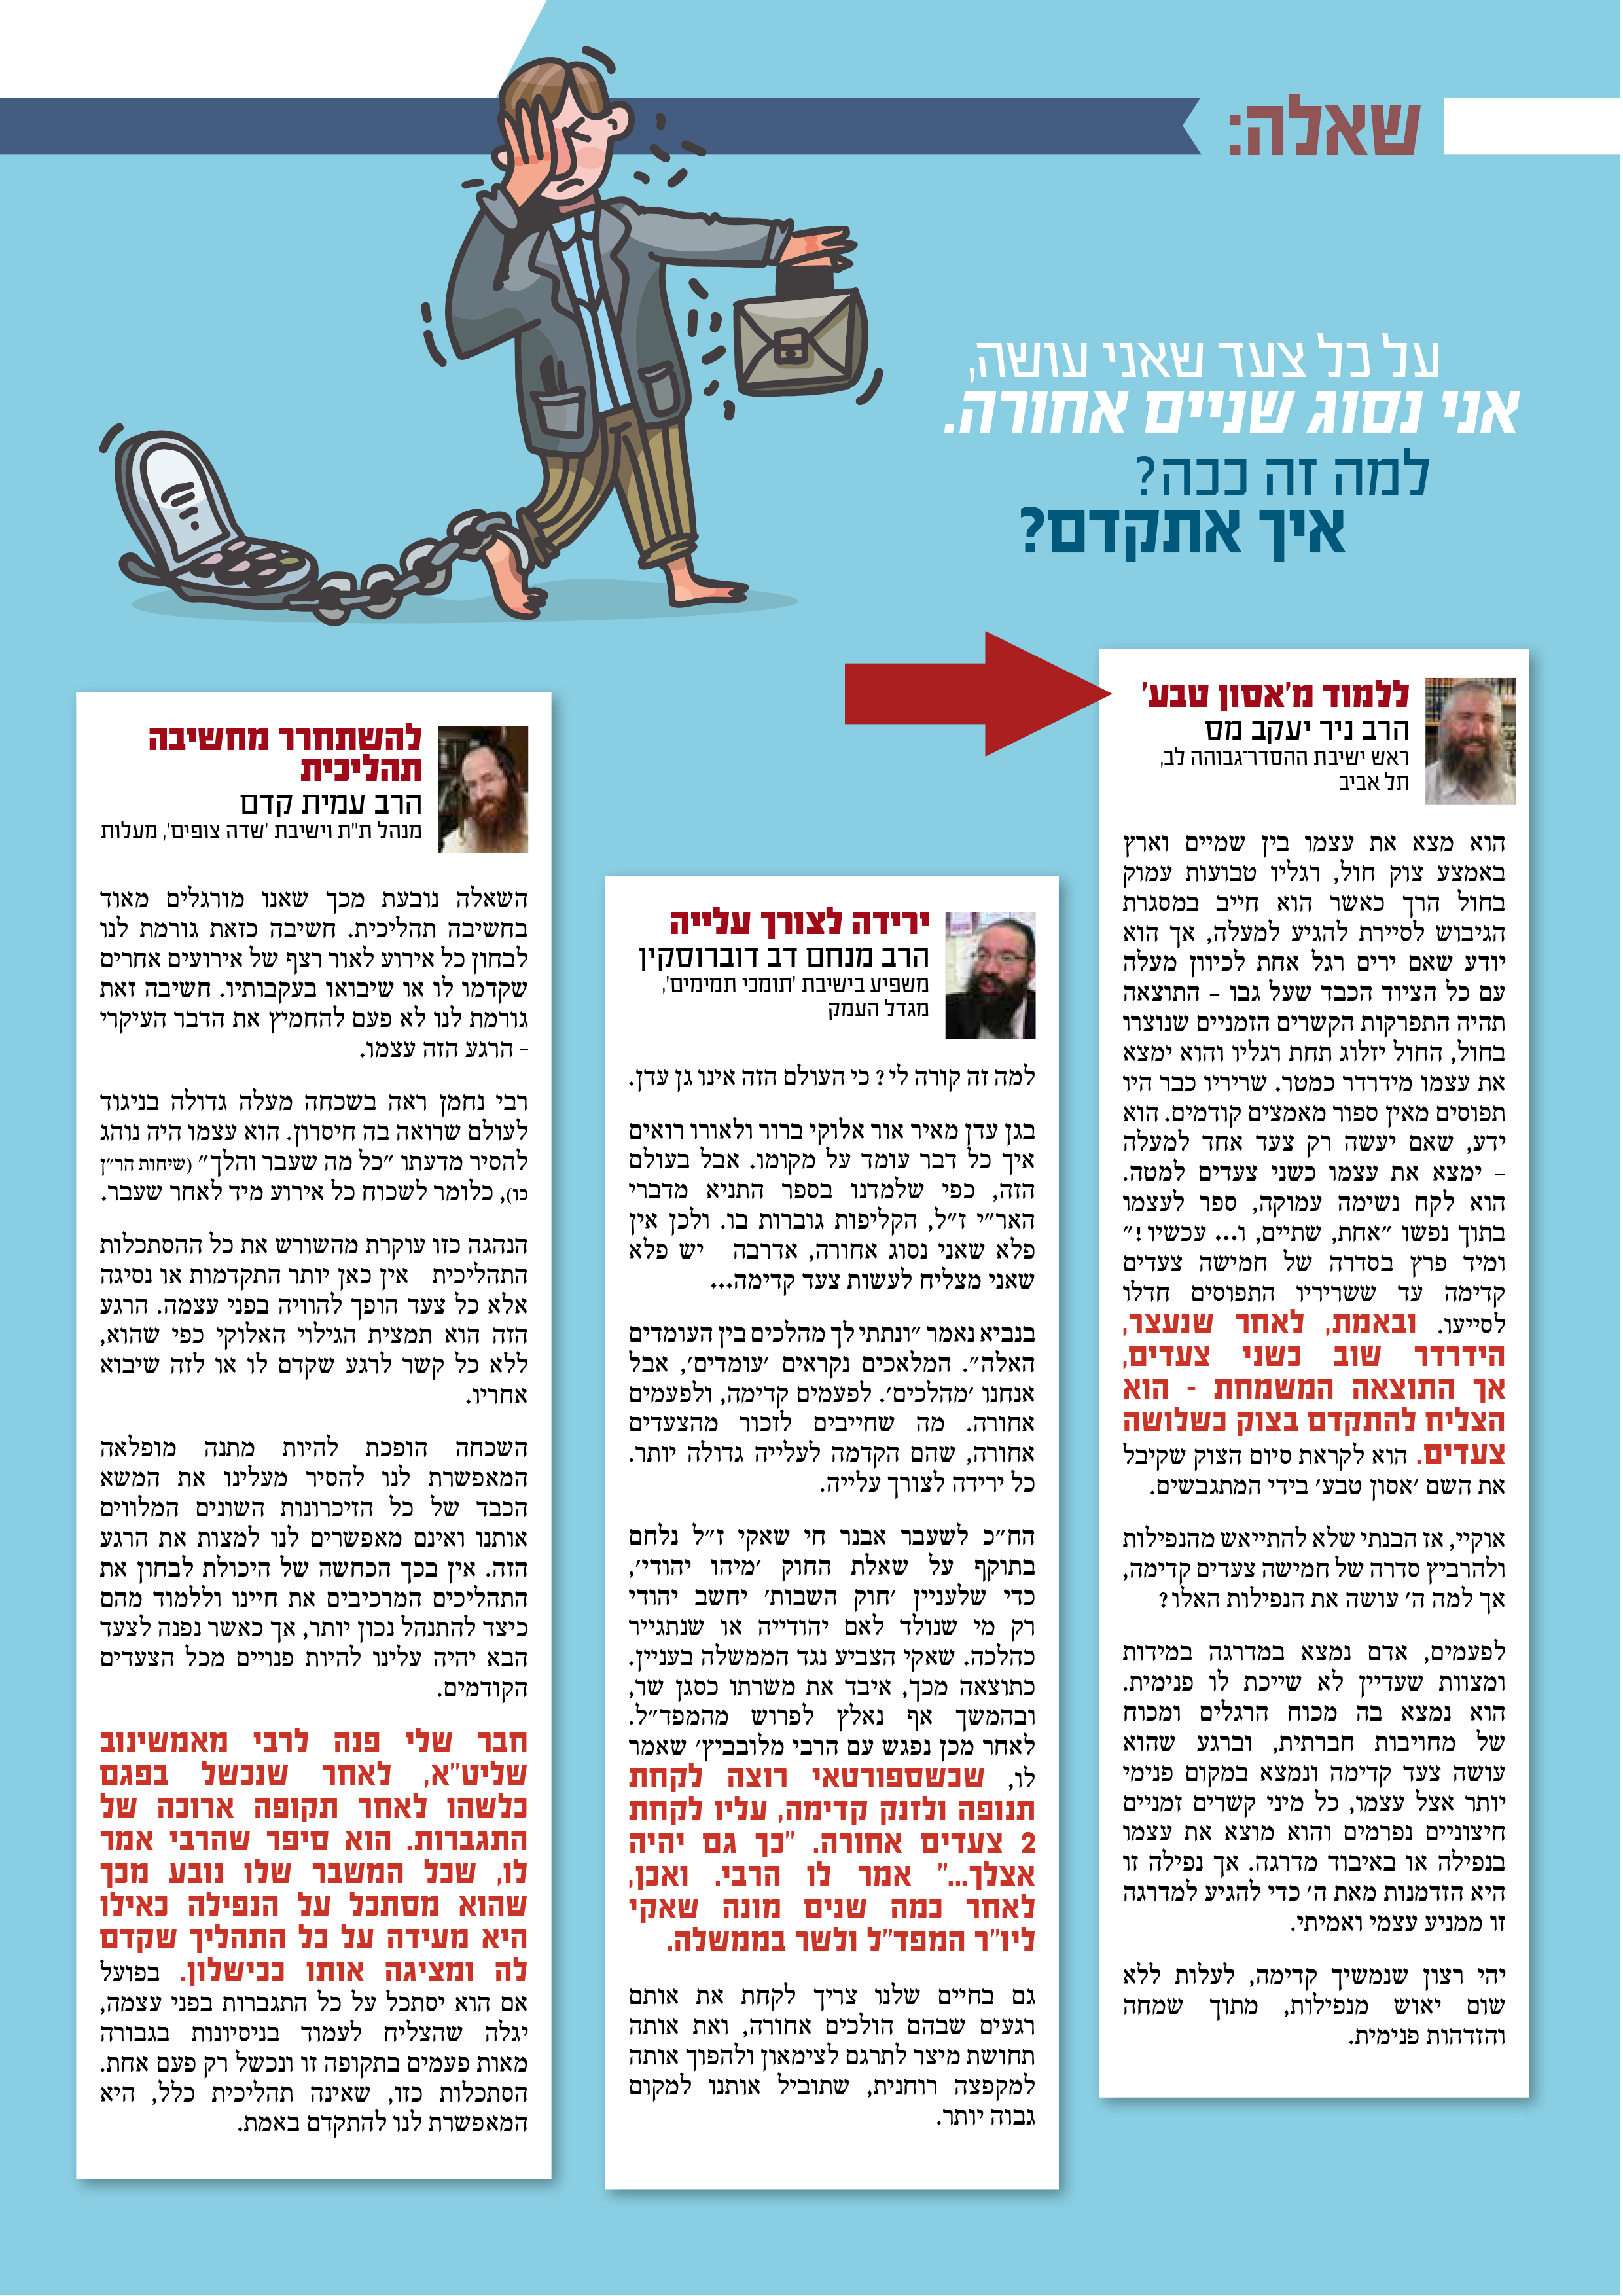 שאלה:
על כל צעד שאני עושה,
אני נסוג שניים אחורה.
למה זה ככה?
איך אתקדם?
ללמוד מ'אסון טבע'
הרב ניר יעקב מס
ראש ישיבת ההסדר־גבוהה לב,
תל אביב
הוא מצא את עצמו בין שמיים וארץ
באמצע צוק חול, רגליו טבועות עמוק
בחול הרך כאשר הוא חייב במסגרת
הגיבוש לסיירת להגיע למעלה, אך הוא
יודע שאם ירים רגל אחת לכיוון מעלה
עם כל הציוד הכבד שעל גבו – התוצאה
תהיה התפרקות הקשרים הזמניים שנוצרו
בחול, החול יזלוג תחת רגליו והוא ימצא
את עצמו מידרדר כמטר. שריריו כבר היו
תפוסים מאין ספור מאמצים קודמים. הוא
ידע, שאם יעשה רק צעד אחד למעלה
– ימצא את עצמו כשני צעדים למטה.
הוא לקח נשימה עמוקה, ספר לעצמו
בתוך נפשו "אחת, שתיים, ו... עכשיו!"
ומיד פרץ בסדרה של חמישה צעדים
קדימה עד ששריריו התפוסים חדלו
לסייעו. ובאמת, לאחר שנעצר,
הידרדר שוב כשני צעדים,
אך התוצאה המשמחת - הוא
הצליח להתקדם בצוק כשלושה
צעדים. הוא לקראת סיום הצוק שקיבל
את השם 'אסון טבע' בידי המתגבשים.
אוקיי, אז הבנתי שלא להתייאש מהנפילות
ולהרביץ סדרה של חמישה צעדים קדימה,
אך למה ה' עושה את הנפילות האלו?
לפעמים, אדם נמצא במדרגה במידות
ומצוות שעדיין לא שייכת לו פנימית.
הוא נמצא בה מכוח הרגלים ומכוח
של מחויבות חברתית, וברגע שהוא
עושה צעד קדימה ונמצא במקום פנימי
יותר אצל עצמו, כל מיני קשרים זמניים
חיצוניים נפרמים והוא מוצא את עצמו
בנפילה או באיבוד מדרגה. אך נפילה זו
היא הזדמנות מאת ה' כדי להגיע למדרגה
זו ממניע עצמי ואמיתי.
יהי רצון שנמשיך קדימה, לעלות ללא
שום יאוש מנפילות, מתוך שמחה
והזדהות פנימית.
ירידה לצורך עלייה
הרב מנחם דב דוברוסקין
משפיע בישיבת 'תומכי תמימים',
מגדל העמק
למה זה קורה לי? כי העולם הזה אינו גן עדן.
בגן עדן מאיר אור אלוקי ברור ולאורו רואים
איך כל דבר עומד על מקומו. אבל בעולם
הזה, כפי שלמדנו בספר התניא מדברי
האר"י ז"ל, הקליפות גוברות בו. ולכן אין
פלא שאני נסוג אחורה, אדרבה – יש פלא
שאני מצליח לעשות צעד קדימה...
בנביא נאמר "ונתתי לך מהלכים בין העומדים
האלה". המלאכים נקראים 'עומדים', אבל
אנחנו 'מהלכים'. לפעמים קדימה, ולפעמים
אחורה. מה שחייבים לזכור מהצעדים
אחורה, שהם הקדמה לעלייה גדולה יותר.
כל ירידה לצורך עלייה.
הח"כ לשעבר אבנר חי שאקי ז"ל נלחם
בתוקף על שאלת החוק 'מיהו יהודי',
כדי שלעניין 'חוק השבות' יחשב יהודי
רק מי שנולד לאם יהודייה או שנתגייר
כהלכה. שאקי הצביע נגד הממשלה בעניין.
כתוצאה מכך, איבד את משרתו כסגן שר,
ובהמשך אף נאלץ לפרוש מהמפד"ל.
לאחר מכן נפגש עם הרבי מלובביץ' שאמר
לו, שכשספורטאי רוצה לקחת
תנופה ולזנק קדימה, עליו לקחת
2 צעדים אחורה. "כך גם יהיה
אצלך..." אמר לו הרבי. ואכן,
לאחר כמה שנים מונה שאקי
ליו"ר המפד"ל ולשר בממשלה.
גם בחיים שלנו צריך לקחת את אותם
רגעים שבהם הולכים אחורה, ואת אותה
תחושת מיצר לתרגם לצימאון ולהפוך אותה
למקפצה רוחנית, שתוביל אותנו למקום
גבוה יותר.
להשתחרר מחשיבה
תהליכית
הרב עמית קדם
מנהל ת"ת וישיבת 'שדה צופים', מעלות
השאלה נובעת מכך שאנו מורגלים מאוד
בחשיבה תהליכית. חשיבה כזאת גורמת לנו
לבחון כל אירוע לאור רצף של אירועים אחרים
שקדמו לו או שיבואו בעקבותיו. חשיבה זאת
גורמת לנו לא פעם להחמיץ את הדבר העיקרי
– הרגע הזה עצמו.
רבי נחמן ראה בשכחה מעלה גדולה בניגוד
לעולם שרואה בה חיסרון. הוא עצמו היה נוהג
להסיר מדעתו "כל מה שעבר והלך" (שיחות הר"ן
כו), כלומר לשכוח כל אירוע מיד לאחר שעבר.
הנהגה כזו עוקרת מהשורש את כל ההסתכלות
התהליכית – אין כאן יותר התקדמות או נסיגה
אלא כל צעד הופך להוויה בפני עצמה. הרגע
הזה הוא תמצית הגילוי האלוקי כפי שהוא,
ללא כל קשר לרגע שקדם לו או לזה שיבוא
אחריו.
השכחה הופכת להיות מתנה מופלאה
המאפשרת לנו להסיר מעלינו את המשא
הכבד של כל הזיכרונות השונים המלווים
אותנו ואינם מאפשרים לנו למצות את הרגע
הזה. אין בכך הכחשה של היכולת לבחון את
התהליכים המרכיבים את חיינו וללמוד מהם
כיצד להתנהל נכון יותר, אך כאשר נפנה לצעד
הבא יהיה עלינו להיות פנויים מכל הצעדים
הקודמים.
חבר שלי פנה לרבי מאמשינוב
שליט"א, לאחר שנכשל בפגם
כלשהו לאחר תקופה ארוכה של
התגברות. הוא סיפר שהרבי אמר
לו, שכל המשבר שלו נובע מכך
שהוא מסתכל על הנפילה כאילו
היא מעידה על כל התהליך שקדם
לה ומציגה אותו ככישלון. בפועל
אם הוא יסתכל על כל התגברות בפני עצמה,
יגלה שהצליח לעמוד בניסיונות בגבורה
מאות פעמים בתקופה זו ונכשל רק פעם אחת.
הסתכלות כזו, שאינה תהליכית כלל, היא
המאפשרת לנו להתקדם באמת.